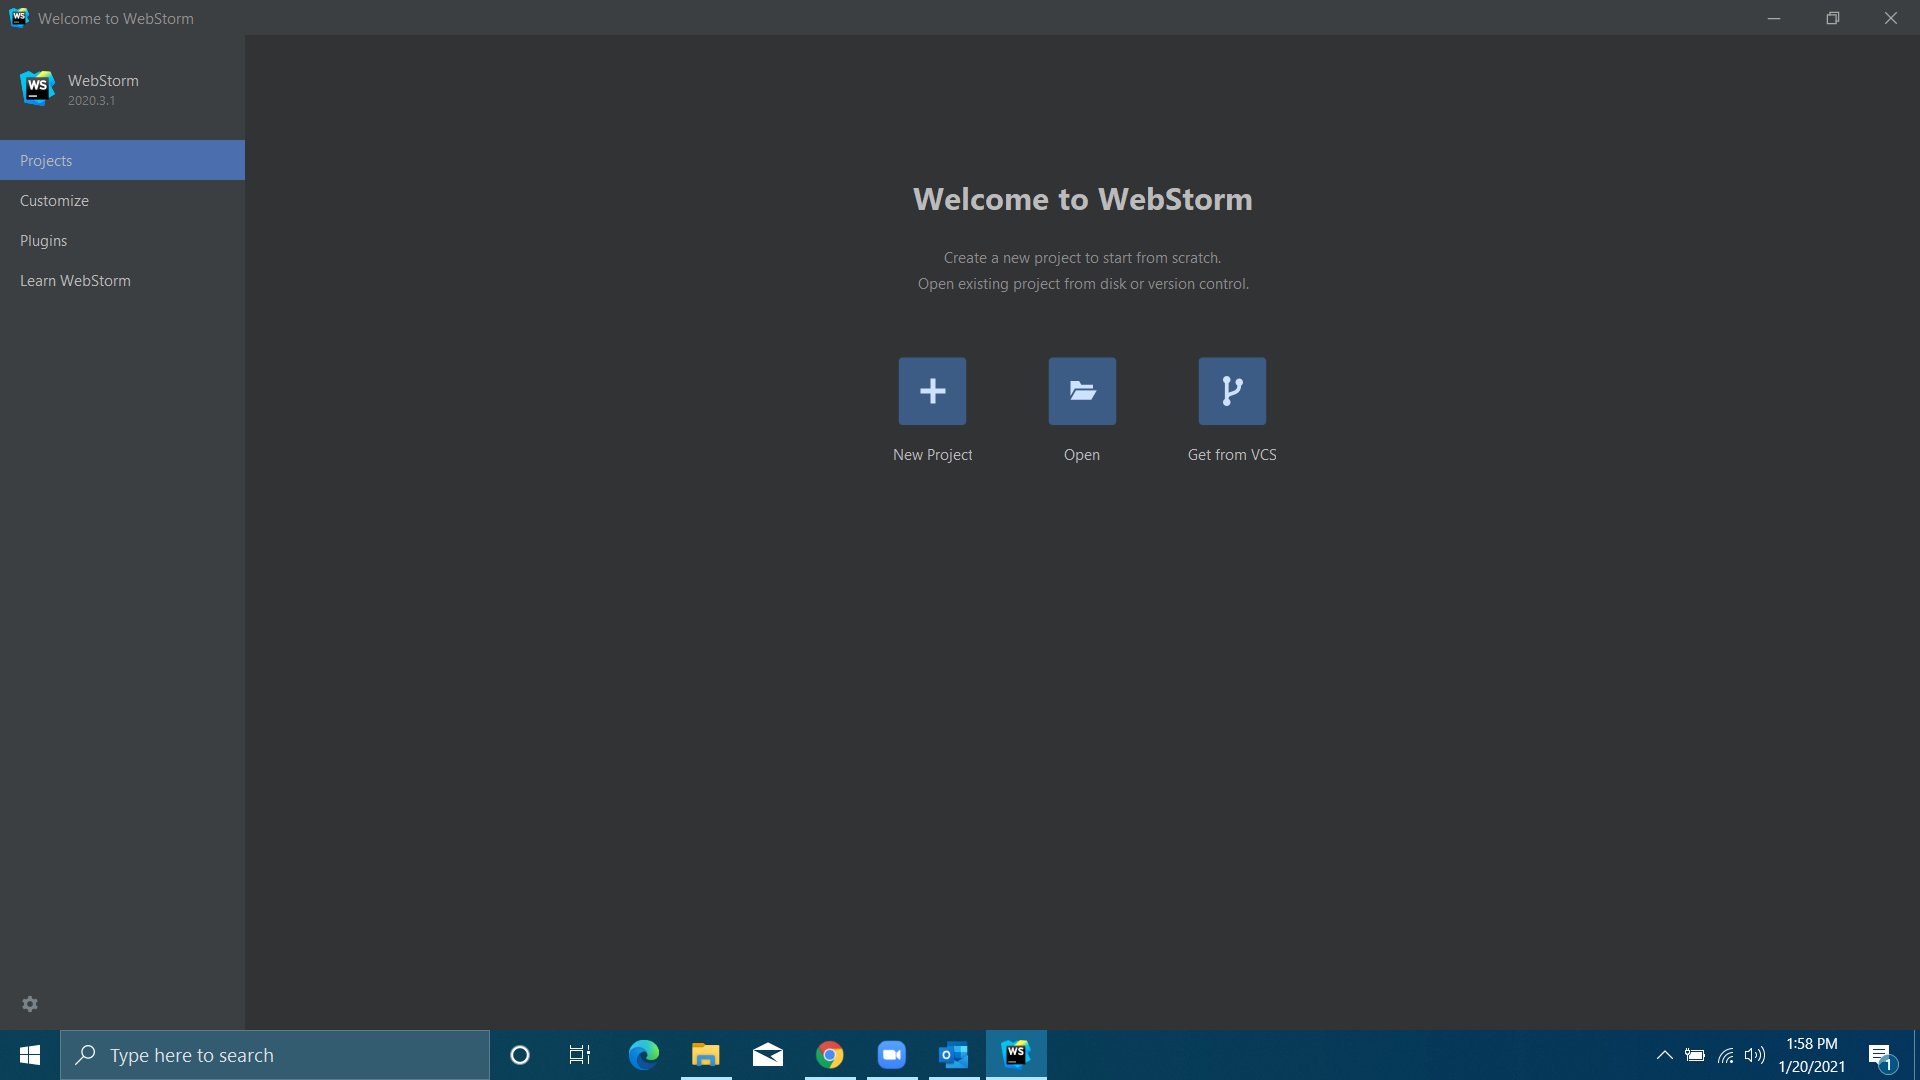 Welcome to WebStorm
WS
WebStorm
2020.3.1
Projects
Customize
Plugins
Learn WebStorm
Welcome to WebStorm
Create a new project to start from scratch.
Open existing project from disk or version control.
New Project
Open
Get from VCS
Type here to search
WS
1:58 PM
1/20/2021
1